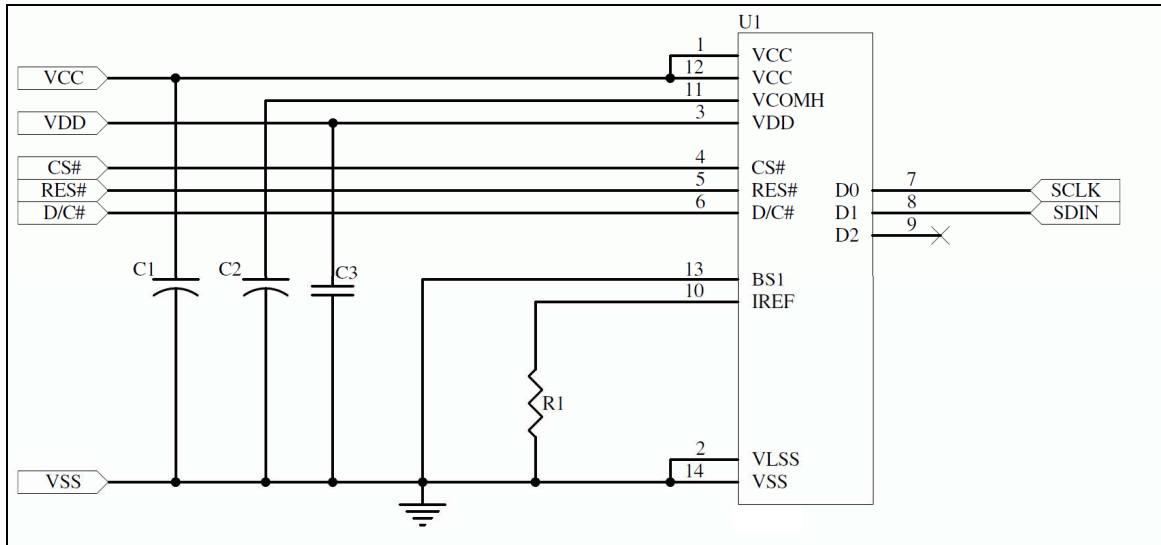 U1
1 VCC
VCC 12 VCC
11 VCOMH
VDD 3 VDD
CS# 4 CS#
RES# 5 RES# D0 7 SCLK
D/C# 6 D/C# D1 8 SDIN
D2 9
C1 C2 C3
13 BS1
10 IREF
R1
2 VLSS
VSS 14 VSS